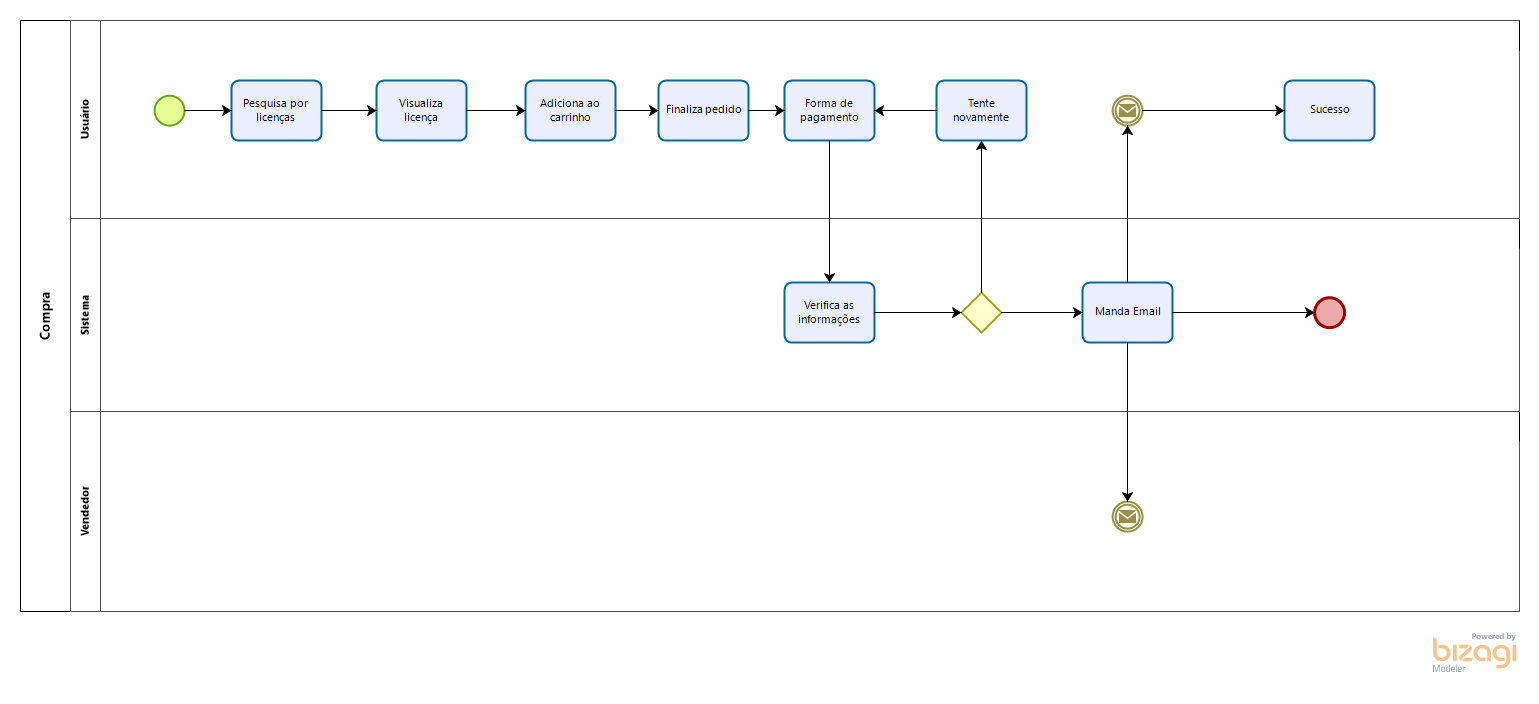 Compra
Usuário
Pesquisa por
licenças
Visualiza
licença
Adiciona ao
carrinho
Finaliza pedido
Forma de
pagamento
Tente
novamente
Sucesso
Sistema
Verifica as
informações
Manda Email
Vendedor
Powered by
bizagi
Modeler